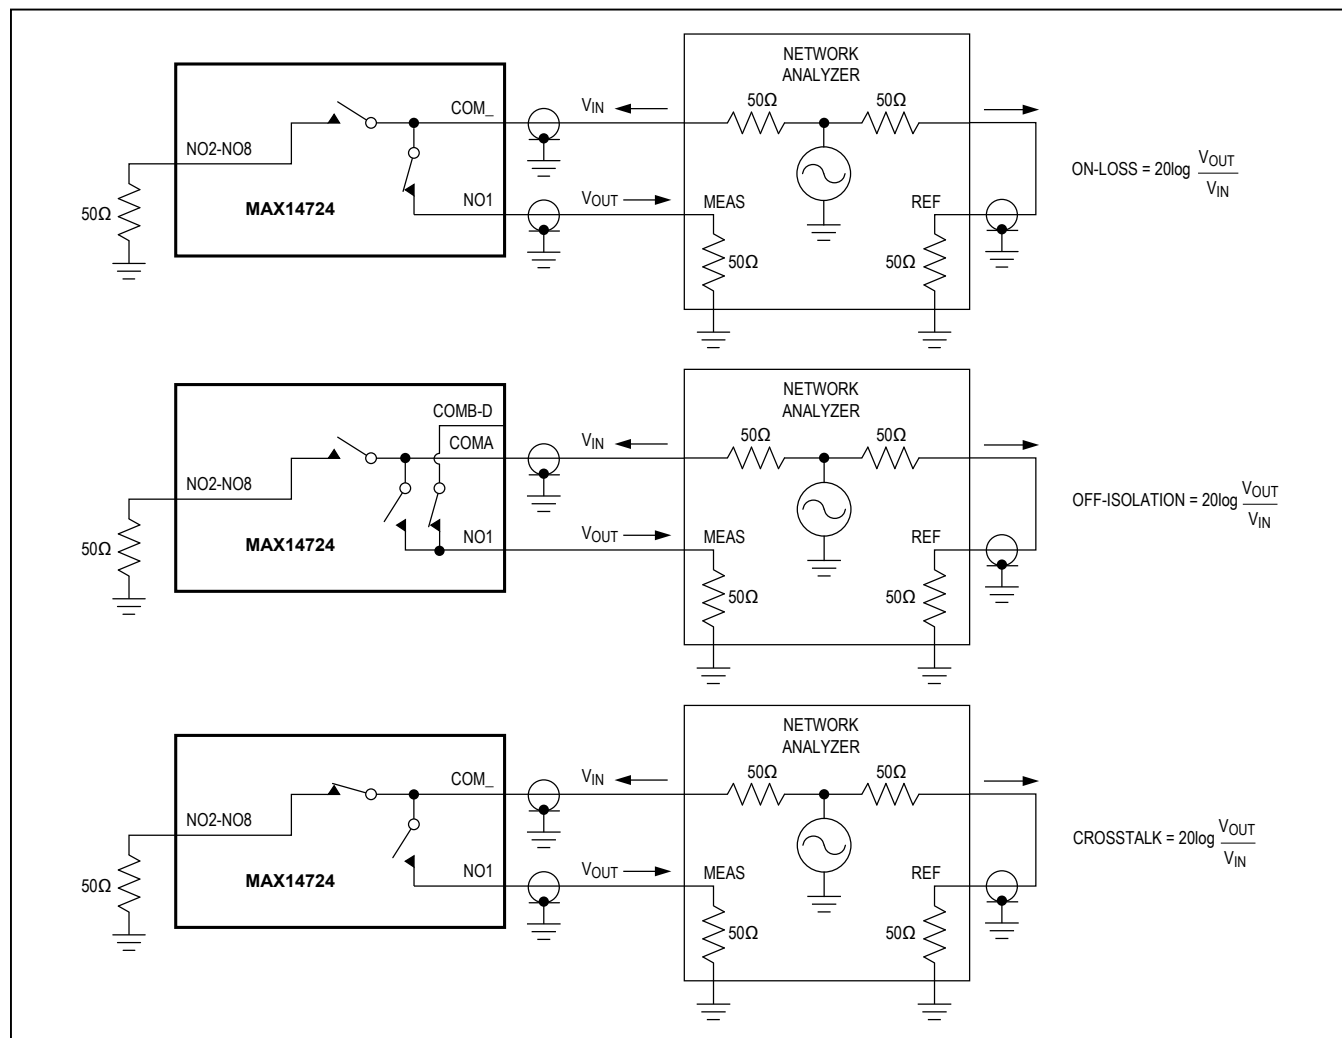 NETWORK
ANALYZER
50Ω 50Ω
COM_
VIN
NO2-NO8
ON-LOSS = 20log VOUT
VIN
50Ω
MAX14724
NO1
VOUT
MEAS
REF
50Ω 50Ω
NETWORK
ANALYZER
COMB-D
50Ω 50Ω
COMA
VIN
NO2-NO8
OFF-ISOLATION = 20log VOUT
VIN
50Ω
MAX14724
NO1
VOUT
MEAS
REF
50Ω 50Ω
NETWORK
ANALYZER
50Ω 50Ω
COM_
VIN
NO2-NO8
CROSSTALK = 20log VOUT
VIN
50Ω
MAX14724
NO1
VOUT
MEAS
REF
50Ω 50Ω